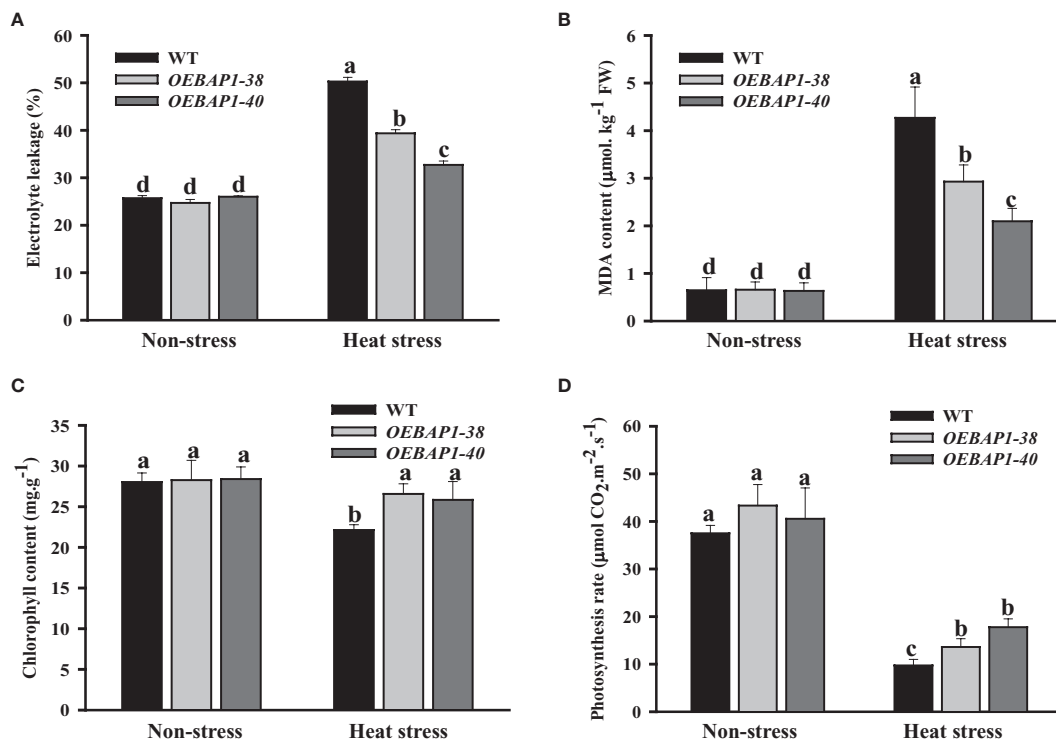 A
WT
OEBAP1-38
OEBAP1-40
Electrolyte leakage (%)
60
50
40
30
20
10
0
d
d
d
a
b
c
Non-stress
Heat stress
B
WT
OEBAP1-38
OEBAP1-40
MDA content (μmol. kg⁻¹ FW)
6
5
4
3
2
1
0
d
d
d
a
b
c
Non-stress
Heat stress
C
WT
OEBAP1-38
OEBAP1-40
Chlorophyll content (mg.g⁻¹)
35
30
25
20
15
10
5
0
a
a
a
b
a
a
Non-stress
Heat stress
D
WT
OEBAP1-38
OEBAP1-40
Photosynthesis rate (μmol CO₂.m⁻².s⁻¹)
60
50
40
30
20
10
0
a
a
a
c
b
b
Non-stress
Heat stress